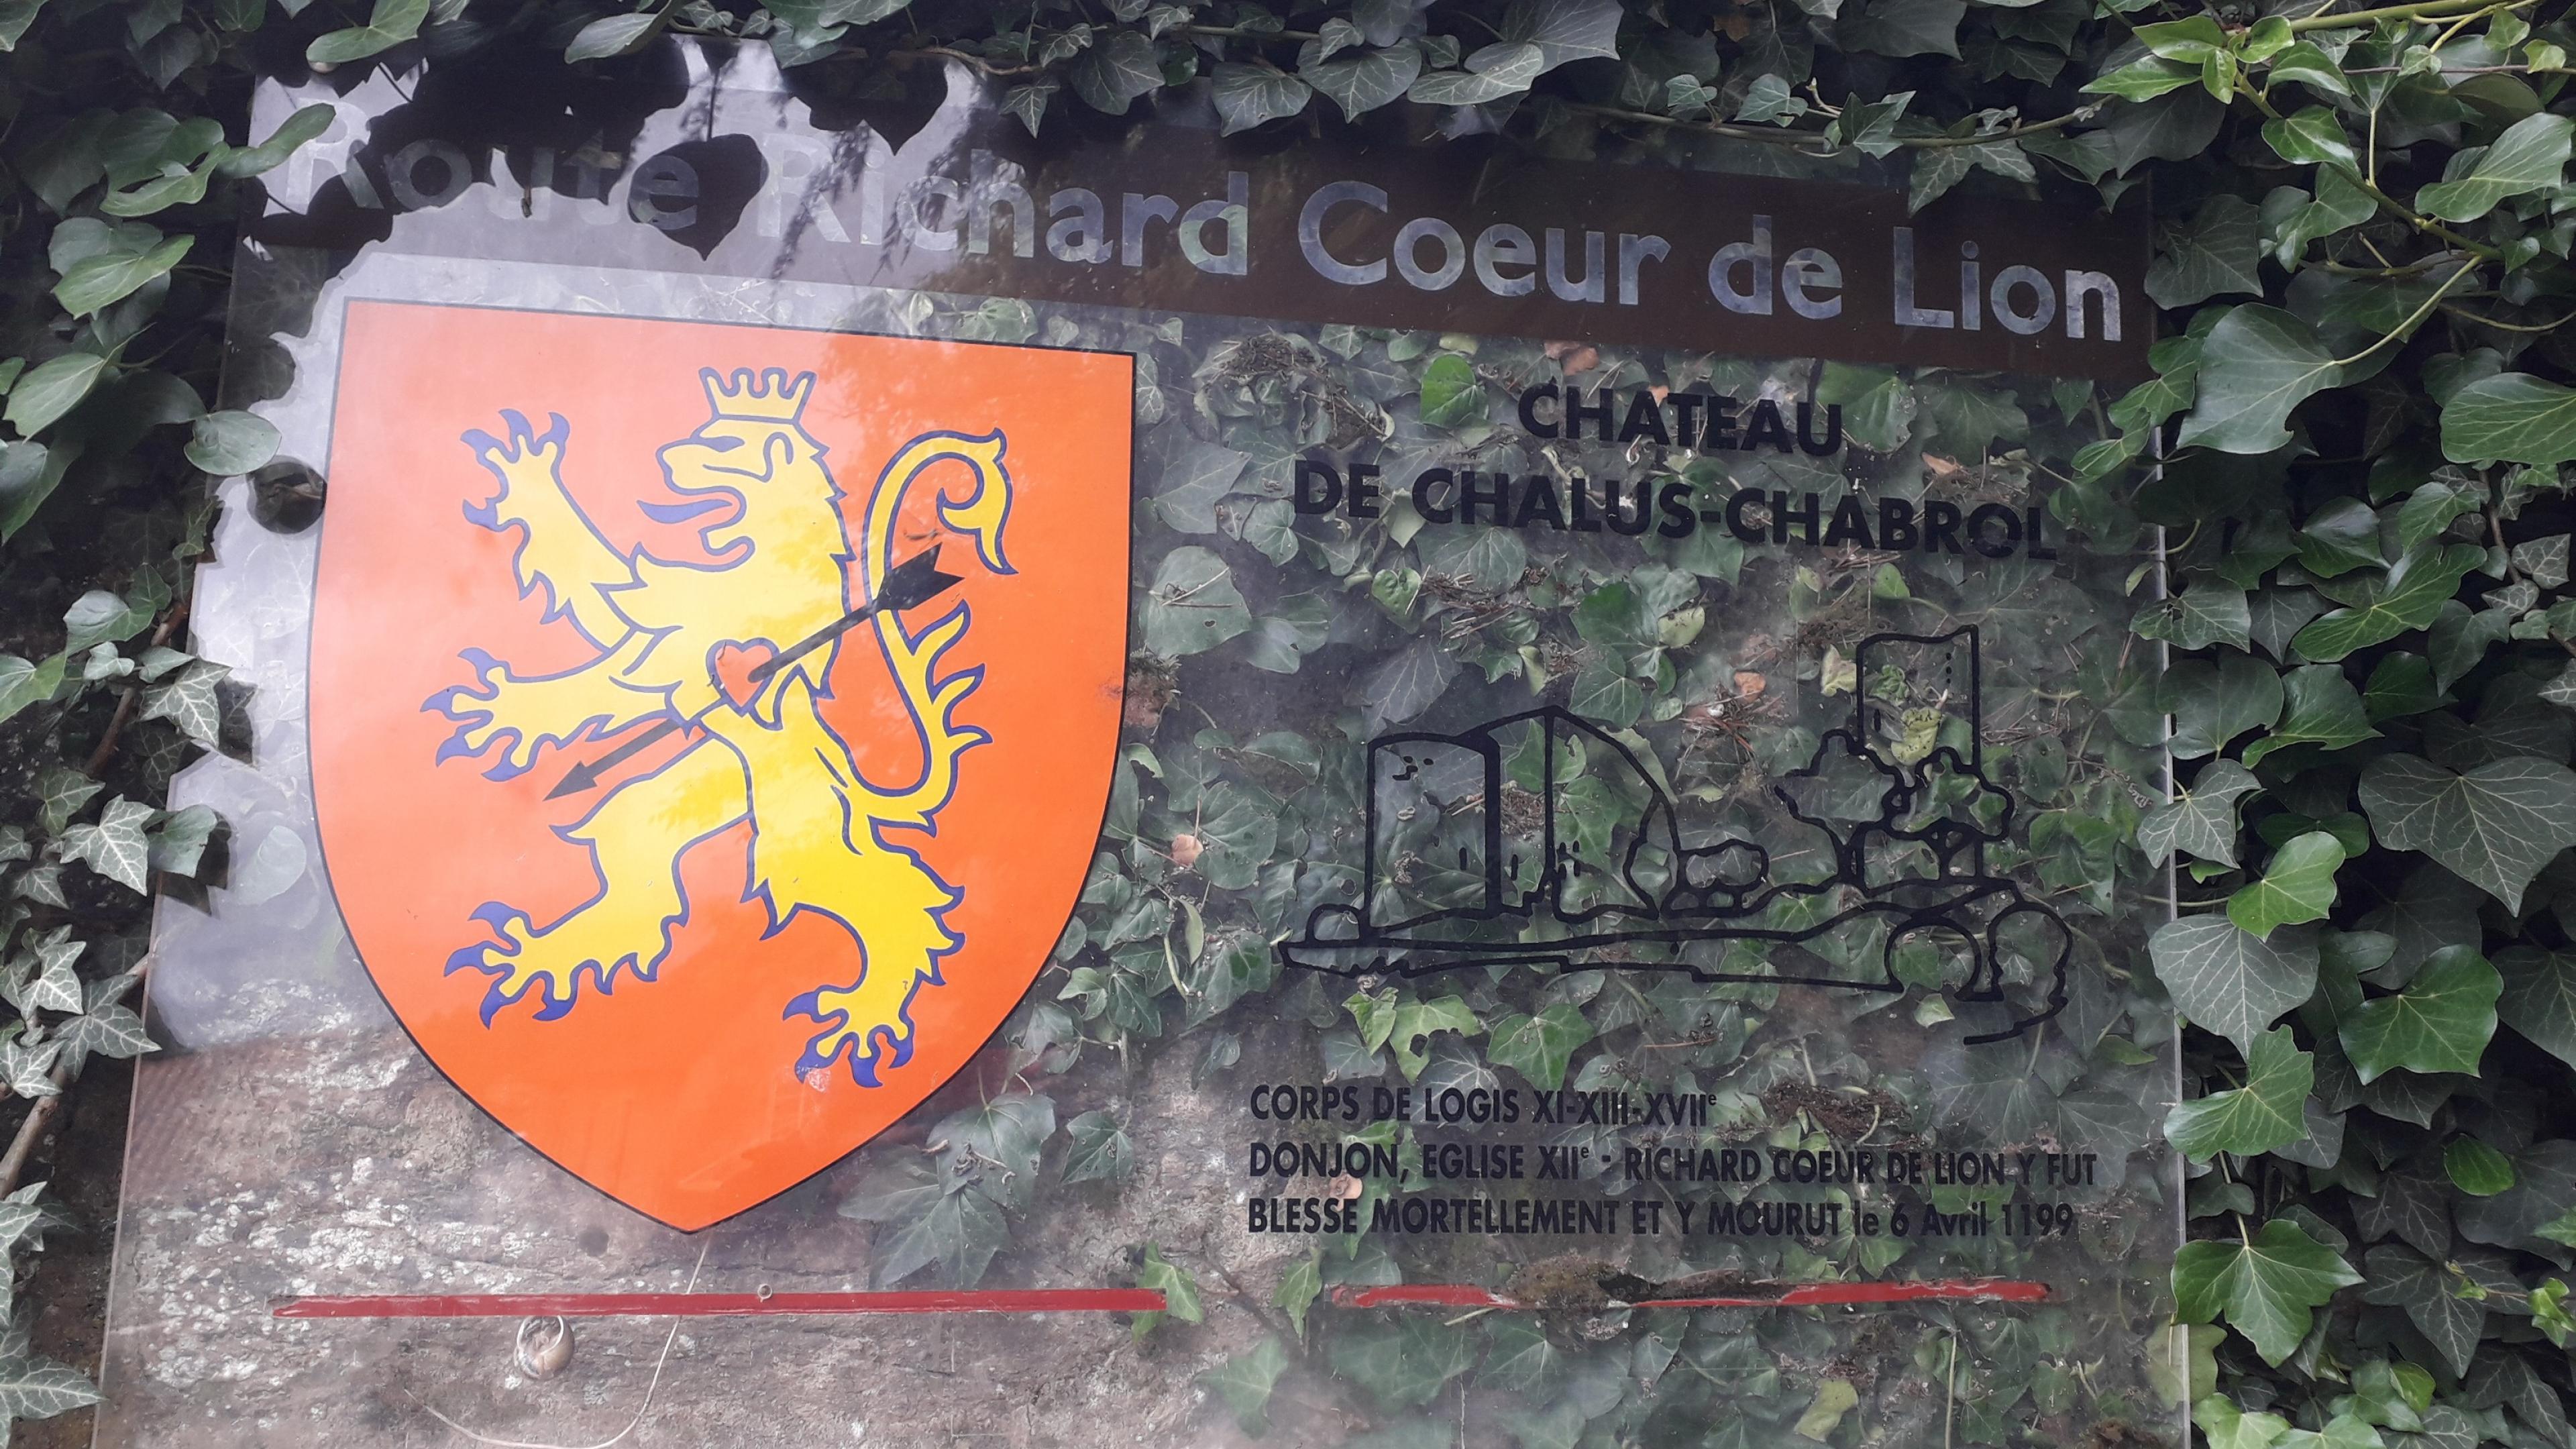 Route Richard Coeur de Lion
CHATEAU
DE CHALUS-CHABROL
CORPS DE LOGIS XI-XIII-XVIIᵉ
DONJON, EGLISE XIIᵉ - RICHARD COEUR DE LION Y FUT
BLESSE MORTELLEMENT ET Y MOURUT le 6 Avril 1199